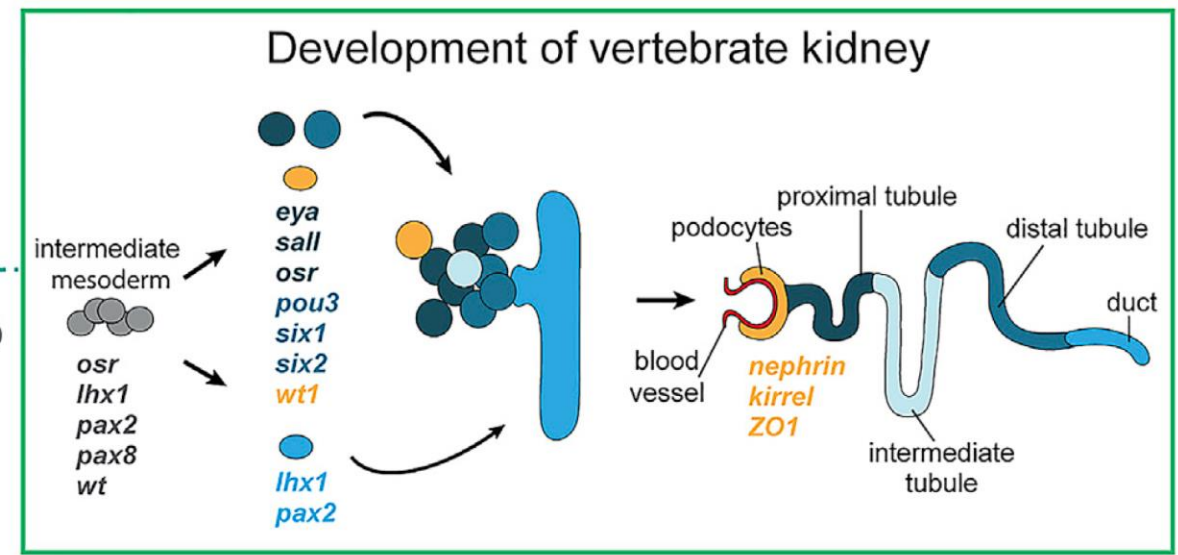 Development of vertebrate kidney
intermediate
mesoderm
osr
lhx1
pax2
pax8
wt
eya
sall
osr
pou3
six1
six2
wt1
lhx1
pax2
podocytes
proximal tubule
distal tubule
duct
blood
vessel
nephrin
kirrel
ZO1
intermediate
tubule